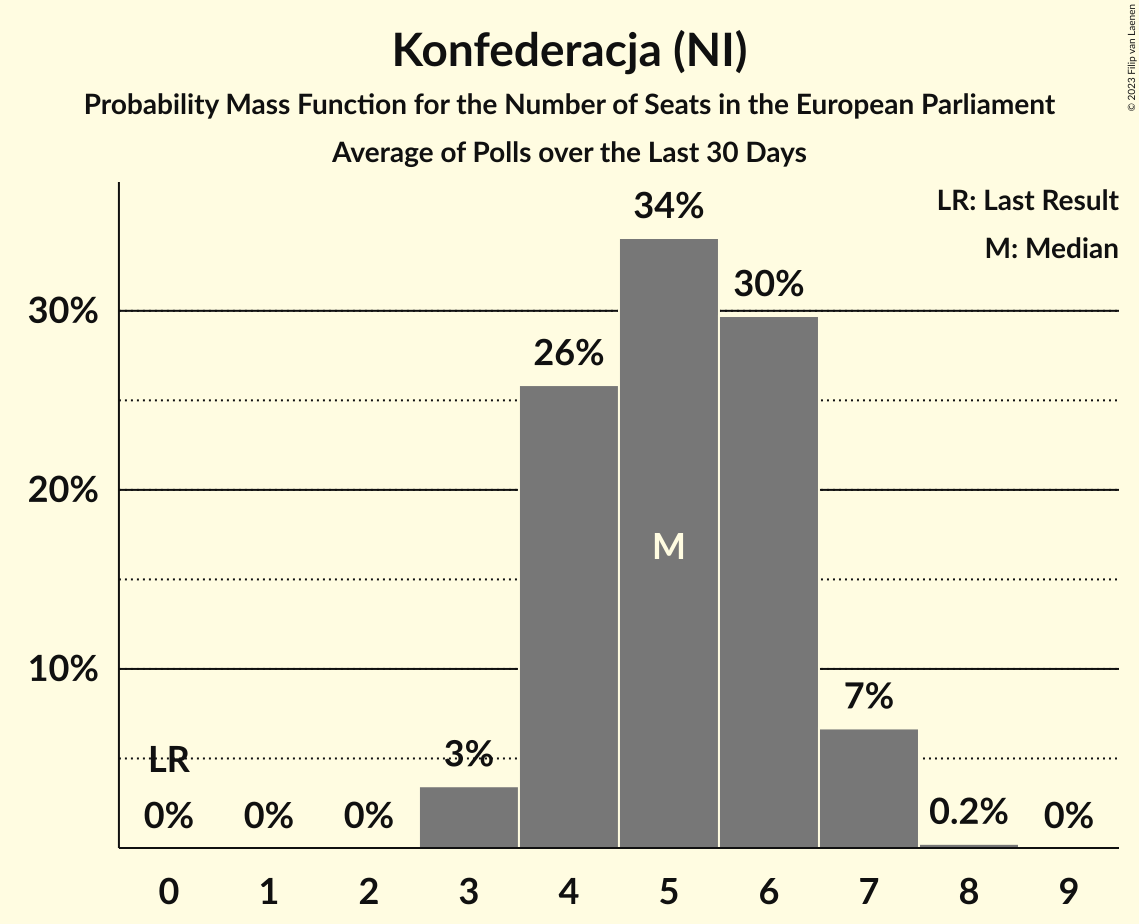 Konfederacja (NI)
Probability Mass Function for the Number of Seats in the European Parliament
Average of Polls over the Last 30 Days
© 2023 Filip van Laenen
LR: Last Result
M: Median
34%
30%
30%
26%
20%
M
10%
7%
LR
3%
0% 0% 0% 0.2% 0%
0 1 2 3 4 5 6 7 8 9